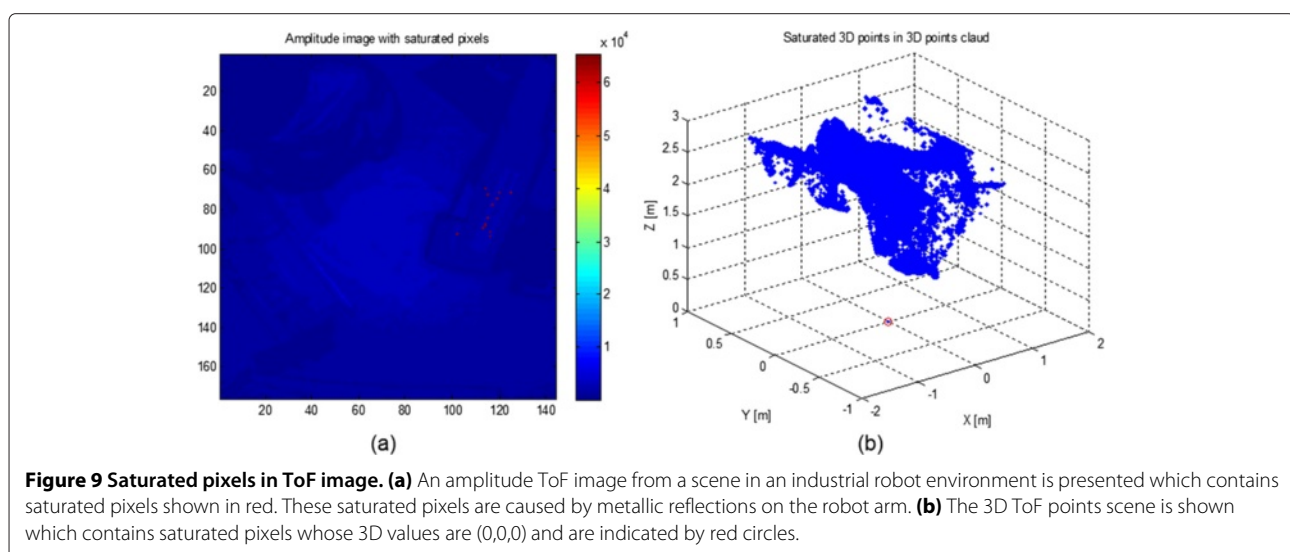 Amplitude image with saturated pixels
x 10⁴
20
40
60
80
100
120
140
160
20 40 60 80 100 120 140
6
5
4
3
2
1
(a)
Saturated 3D points in 3D points claud
3
2.5
2
1.5
1
0.5
0
Z [m]
1
0.5
0
-0.5
-1
Y [m]
-2
-1
0
1
2
X [m]
(b)
Figure 9 Saturated pixels in ToF image. (a) An amplitude ToF image from a scene in an industrial robot environment is presented which contains
saturated pixels shown in red. These saturated pixels are caused by metallic reflections on the robot arm. (b) The 3D ToF points scene is shown
which contains saturated pixels whose 3D values are (0,0,0) and are indicated by red circles.